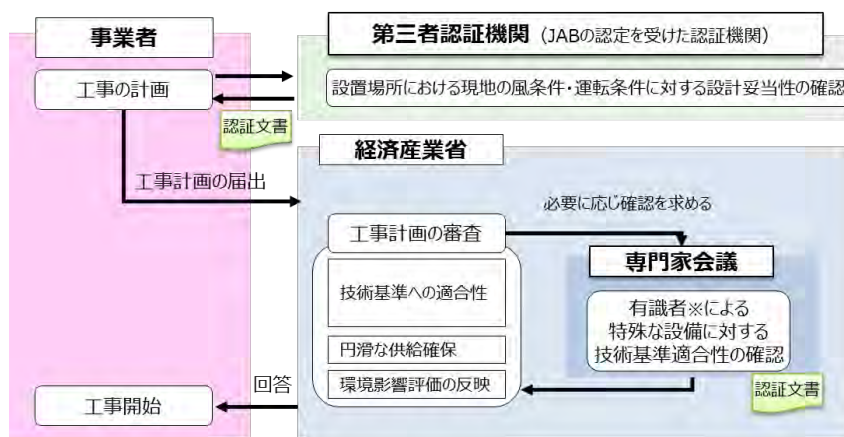 事業者
工事の計画
認証文書
工事計画の届出
工事開始
回答
第三者認証機関（JABの認定を受けた認証機関）
設置場所における現地の風条件・運転条件に対する設計妥当性の確認
経済産業省
工事計画の審査
技術基準への適合性
円滑な供給確保
環境影響評価の反映
必要に応じ確認を求める
専門家会議
有識者※による
特殊な設備に対する
技術基準適合性の確認
認証文書